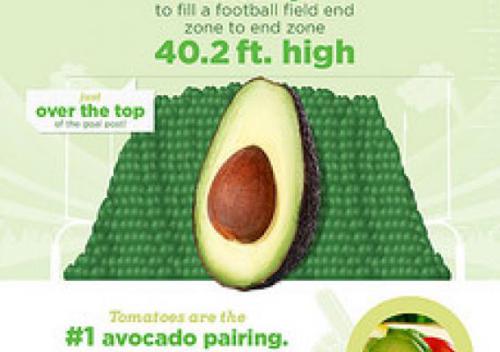 to fill a football field end
zone to end zone
40.2 ft. high
just
over the top
of the goal post!
Tomatoes are the
#1 avocado pairing.